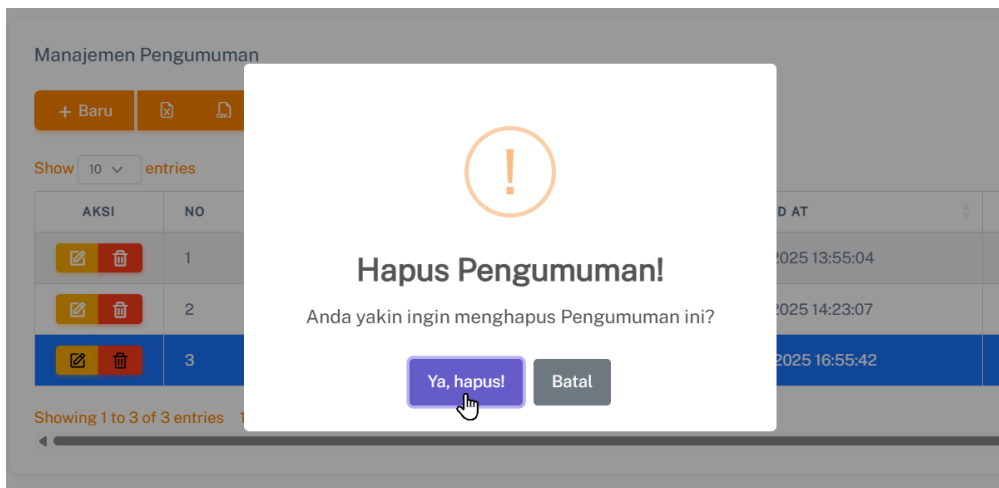 Manajemen Pengumuman
+ Baru
Show 10 entries
AKSI NO D AT
1 2025 13:55:04
2 2025 14:23:07
3 2025 16:55:42
Showing 1 to 3 of 3 entries 1
!
Hapus Pengumuman!
Anda yakin ingin menghapus Pengumuman ini?
Ya, hapus! Batal